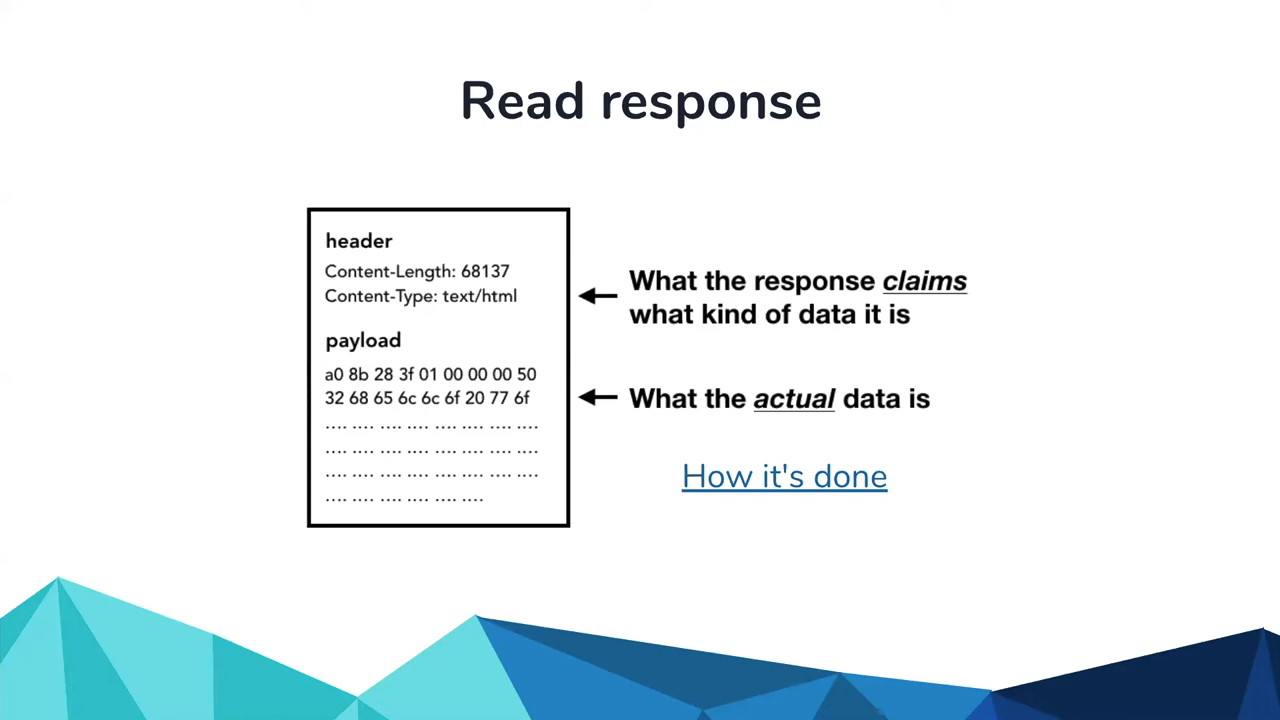 Read response
header
Content-Length: 68137
Content-Type: text/html
payload
a0 8b 28 3f 01 00 00 00 50
32 68 65 6c 6c 6f 20 77 6f
.... .... .... .... .... .... .... ....
.... .... .... .... .... .... .... ....
.... .... .... .... .... .... .... ....
.... .... .... .... .... ....
What the response claims
what kind of data it is
What the actual data is
How it's done